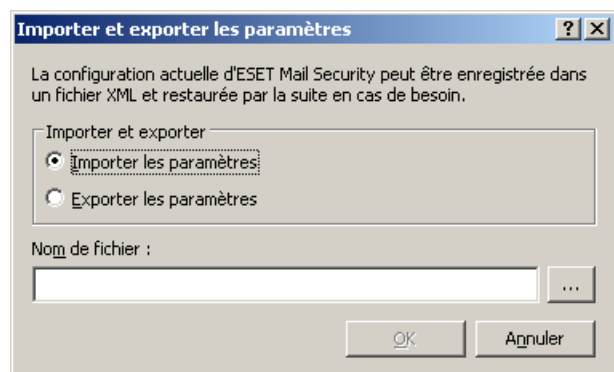 Importer et exporter les paramètres
La configuration actuelle d'ESET Mail Security peut être enregistrée dans
un fichier XML et restaurée par la suite en cas de besoin.
Importer et exporter
Importer les paramètres
Exporter les paramètres
Nom de fichier :
...
OK
Annuler